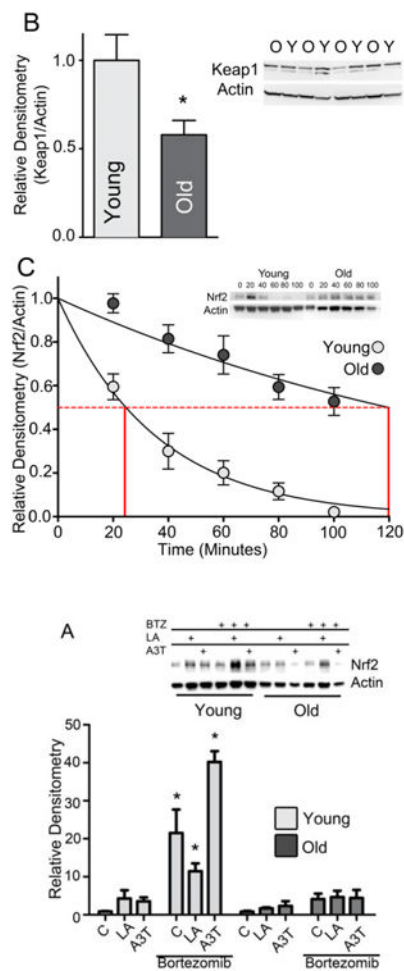 B
O Y O Y O Y O Y
Keap1
Actin
Relative Densitometry
(Keap1/Actin)
1.0
0.5
0.0
Young
*
Old
C
Relative Densitometry (Nrf2/Actin)
1.0
0.8
0.6
0.4
0.2
0.0
Young Old
0 20 40 60 80 100 0 20 40 60 80 100
Nrf2
Actin
Young
Old
0 20 40 60 80 100 120
Time (Minutes)
A
BTZ + + + + + +
LA + + + +
A3T + + + +
Nrf2
Actin
Young Old
Relative Densitometry
50
40
30
20
10
0
* * *
Young
Old
C LA A3T C LA A3T C LA A3T C LA A3T
Bortezomib Bortezomib